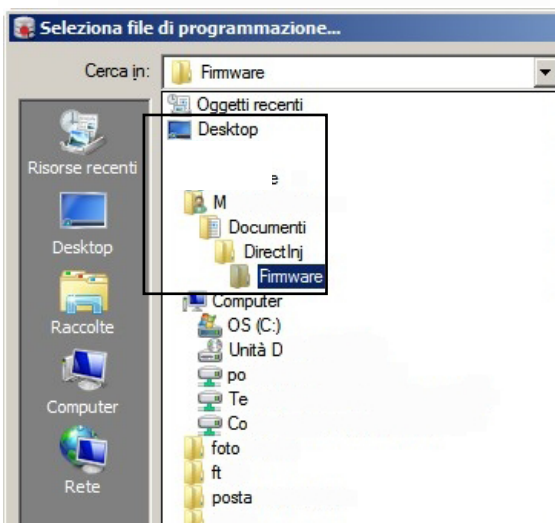 Seleziona file di programmazione...
Cerca in:
Firmware
Risorse recenti
Desktop
Raccolte
Computer
Rete
Oggetti recenti
Desktop
e
M
Documenti
DirectInj
Firmware
Computer
OS (C:)
Unità D
po
Te
Co
foto
ft
posta